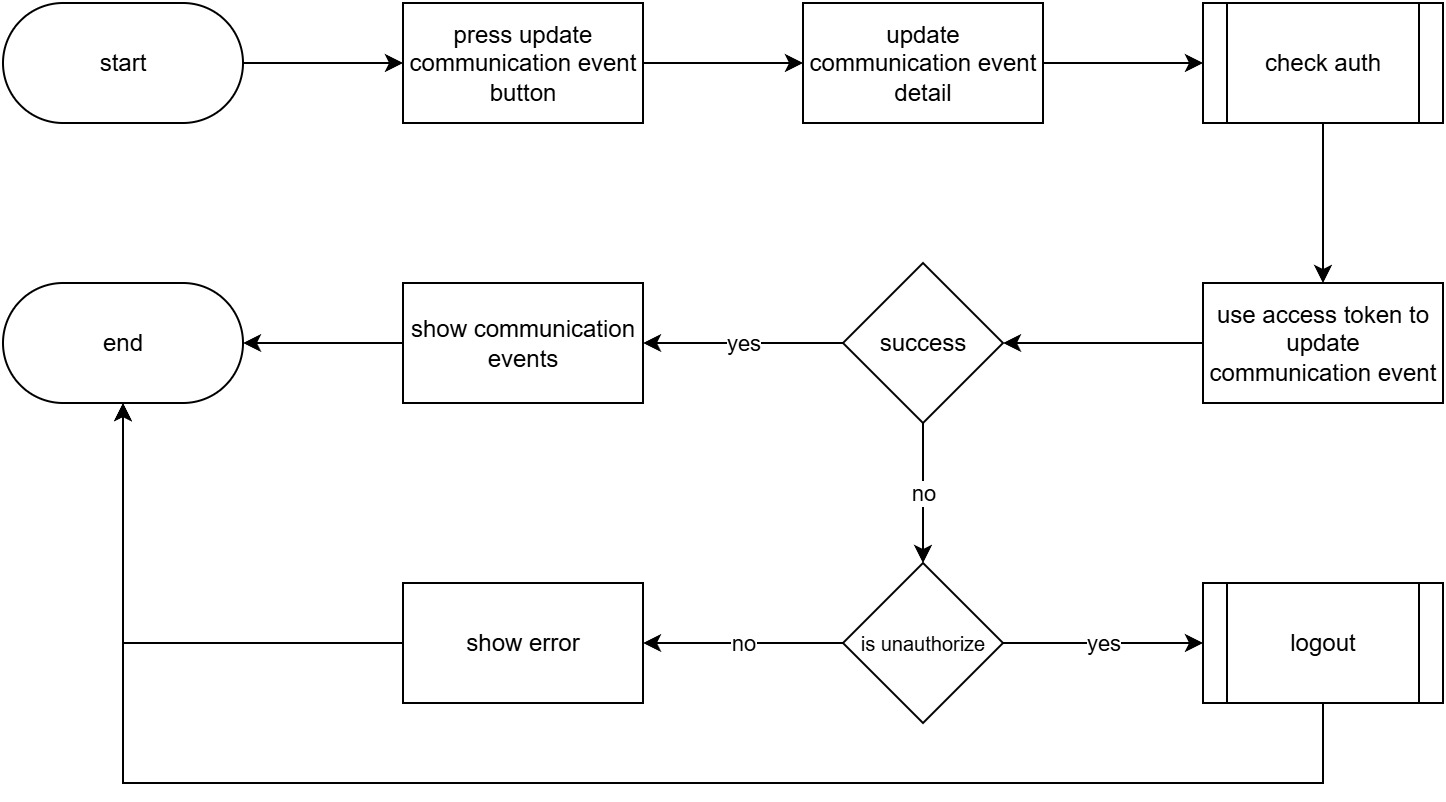 start
press update
communication event
button
update
communication event
detail
check auth
end
show communication
events
yes
success
use access token to
update
communication event
no
show error
no
is unauthorize
yes
logout